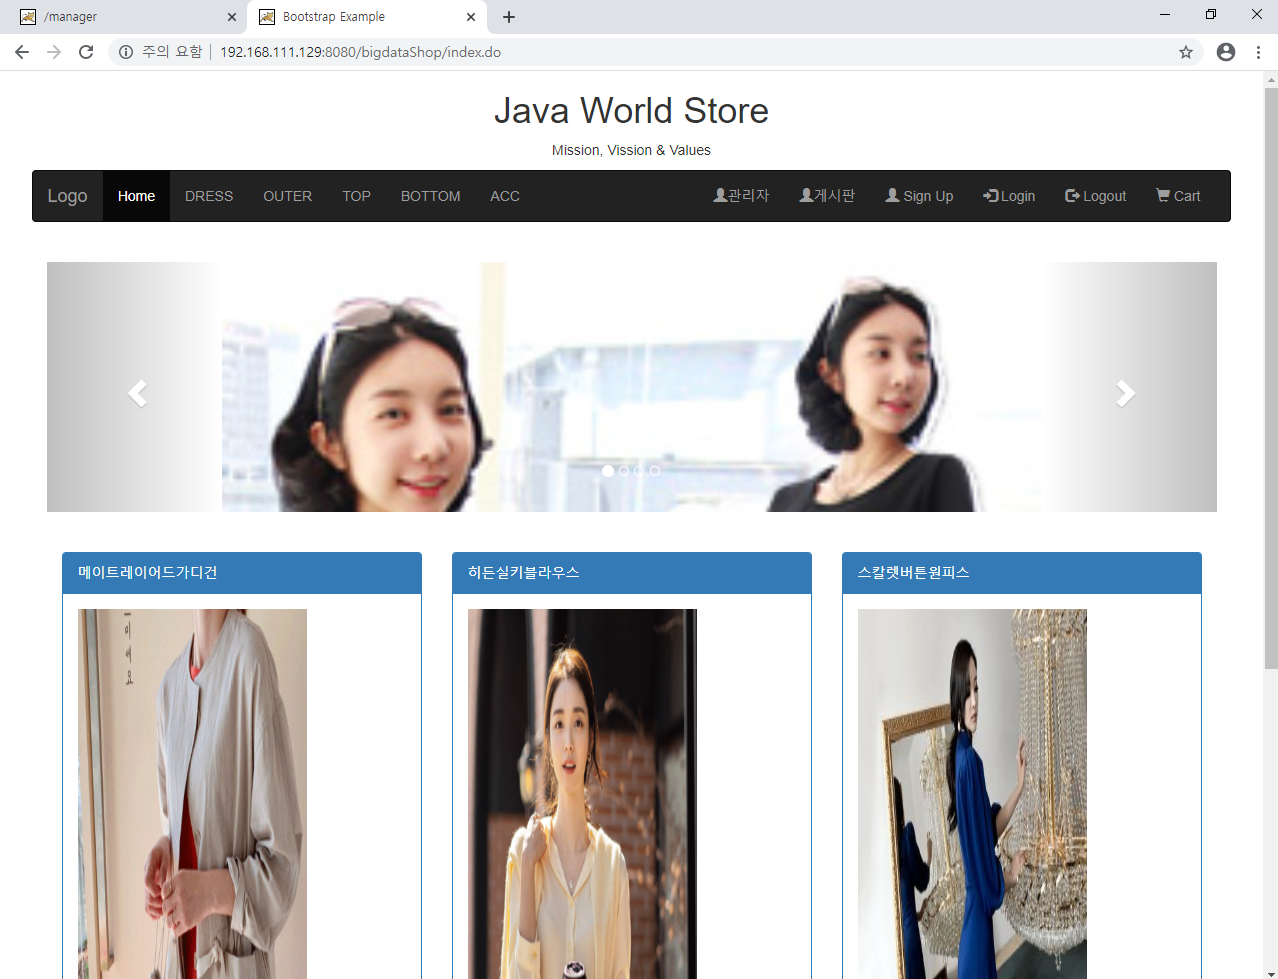 /manager
Bootstrap Example
주의 요함 192.168.111.129:8080/bigdataShop/index.do
Java World Store
Mission, Vission & Values
Logo Home DRESS OUTER TOP BOTTOM ACC 관리자 게시판 Sign Up Login Logout Cart
메이트레이어드가디건 히든실키블라우스 스칼렛버튼원피스
이세요